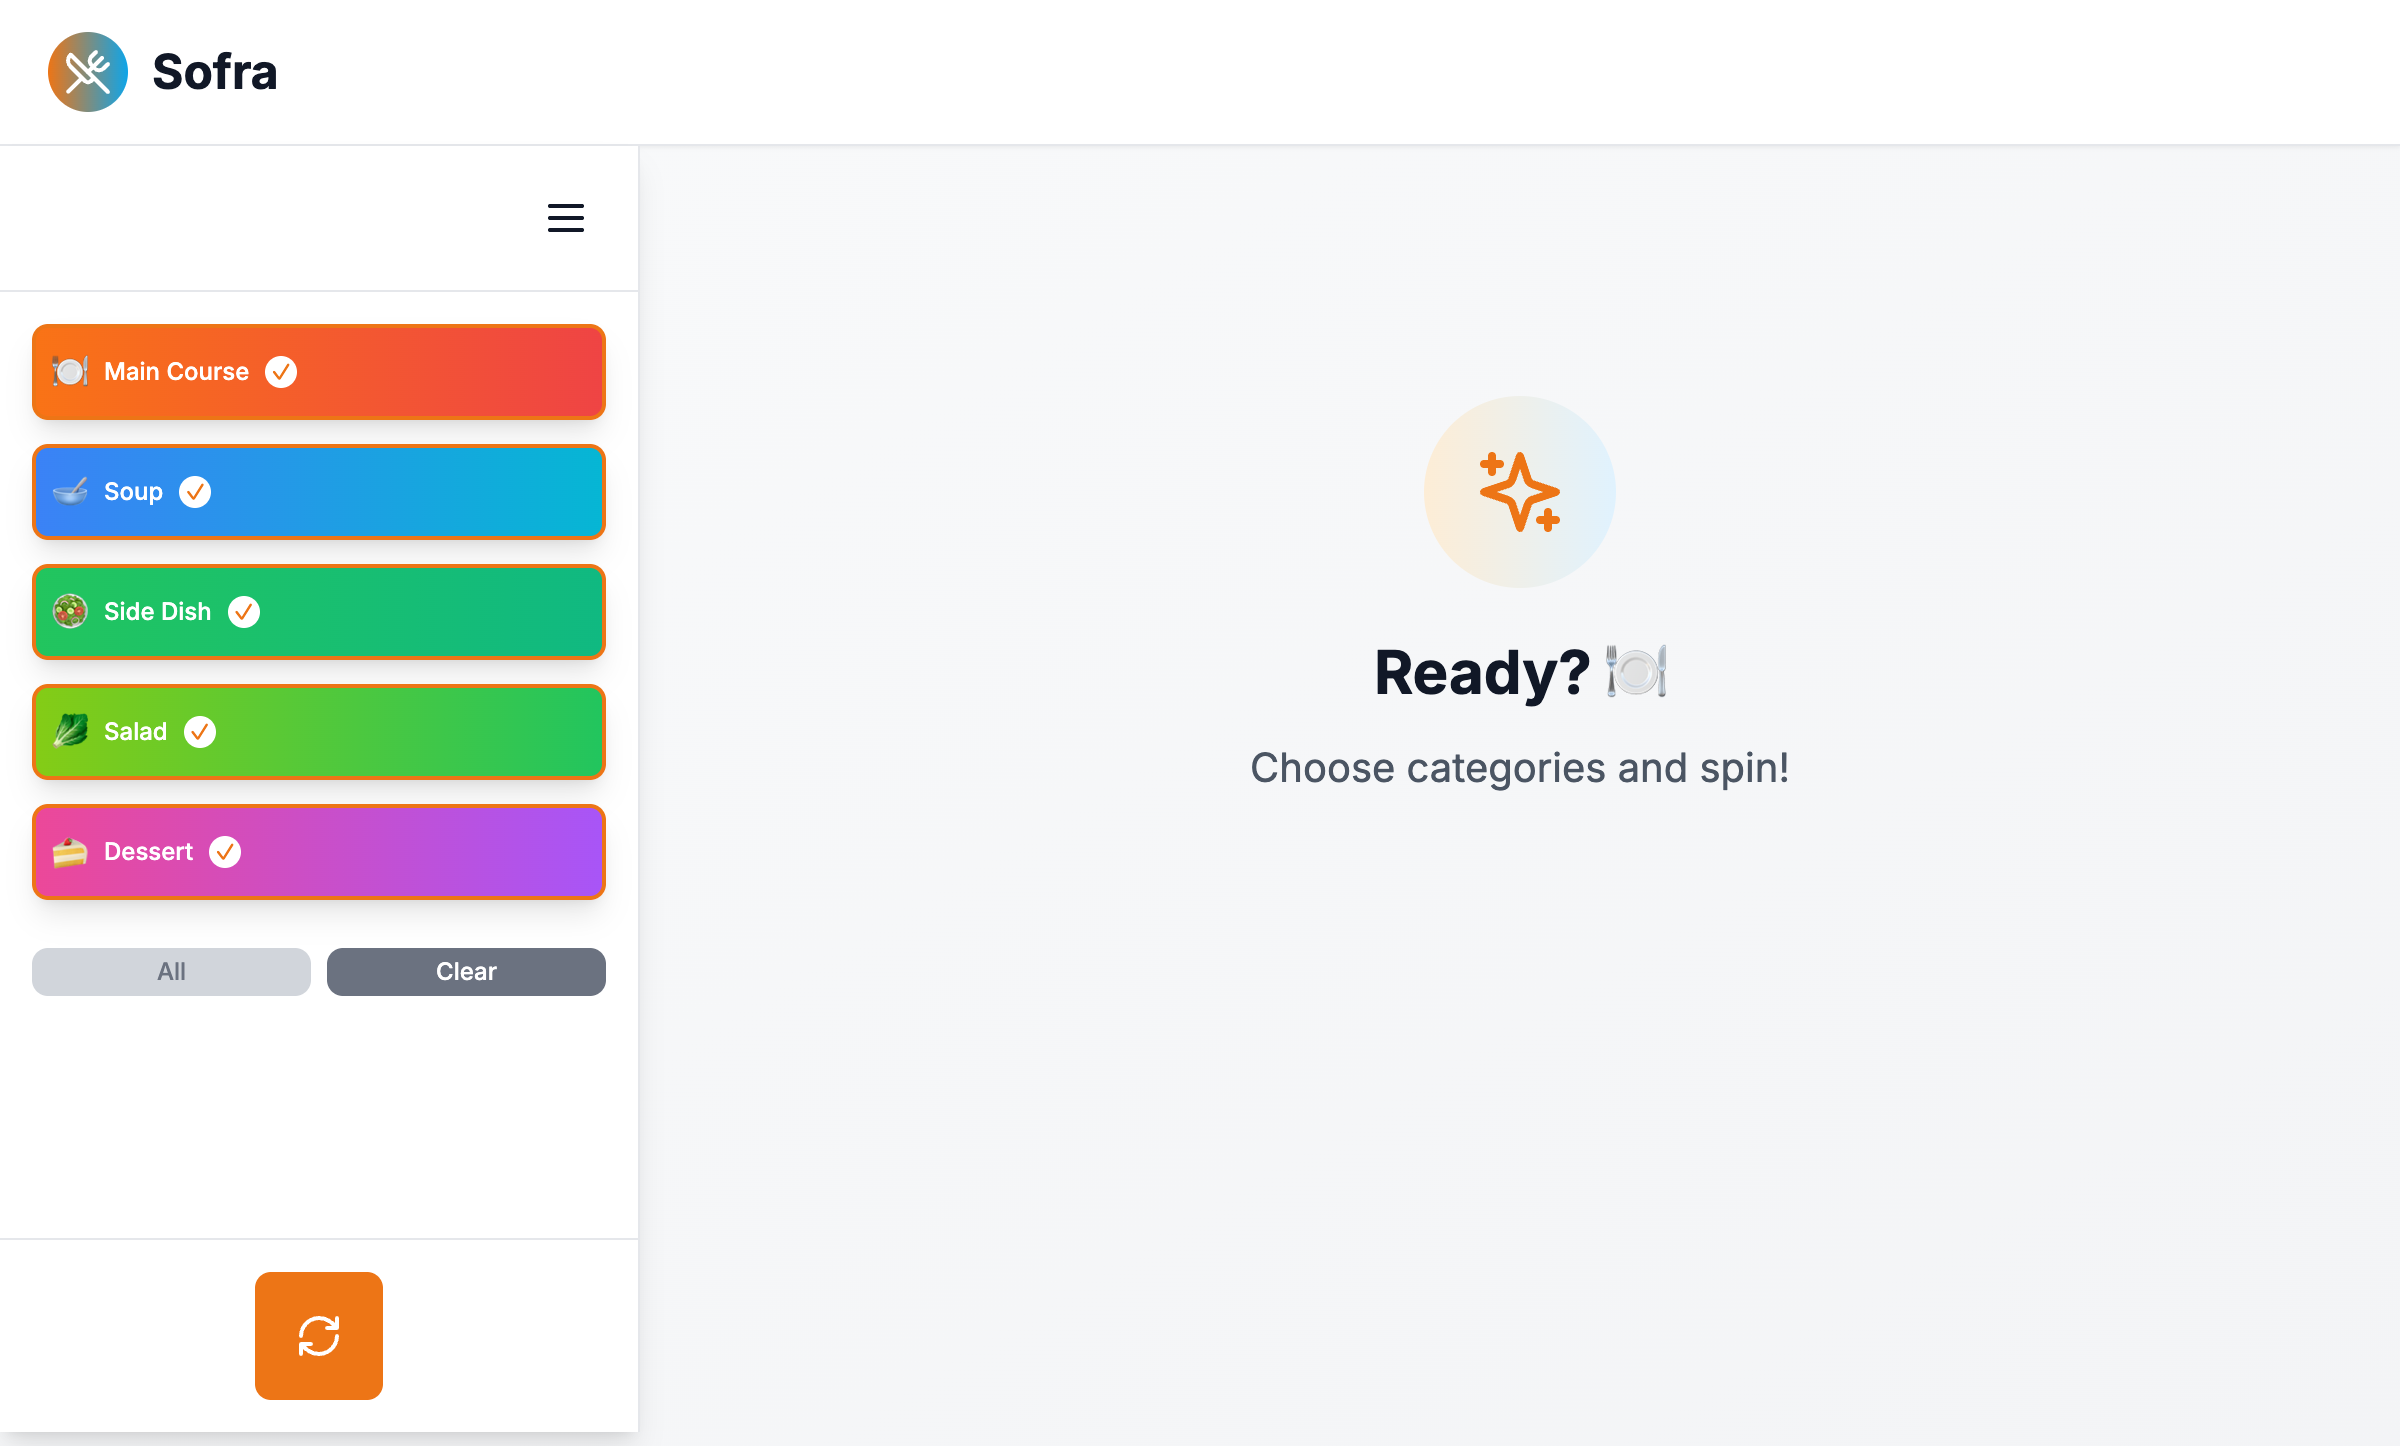 Sofra
Main Course
Soup
Side Dish
Salad
Dessert
All
Clear
Ready?
Choose categories and spin!